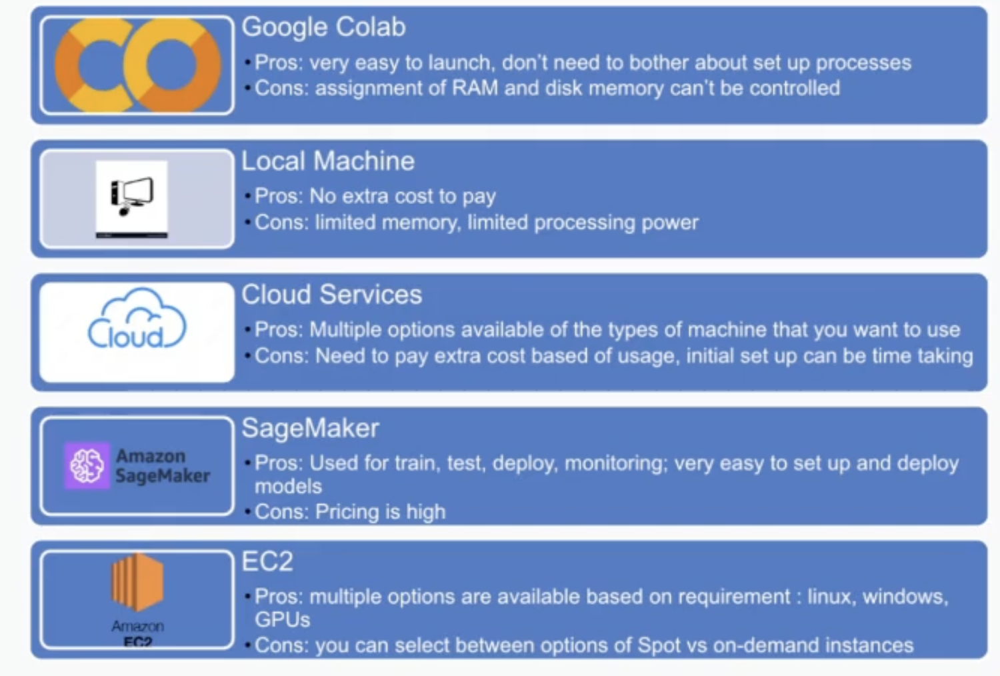 Google Colab
• Pros: very easy to launch, don't need to bother about set up processes
• Cons: assignment of RAM and disk memory can't be controlled
Local Machine
• Pros: No extra cost to pay
• Cons: limited memory, limited processing power
Cloud
Cloud Services
• Pros: Multiple options available of the types of machine that you want to use
• Cons: Need to pay extra cost based of usage, initial set up can be time taking
Amazon
SageMaker
SageMaker
• Pros: Used for train, test, deploy, monitoring; very easy to set up and deploy
models
• Cons: Pricing is high
Amazon
EC2
EC2
• Pros: multiple options are available based on requirement : linux, windows,
GPUs
• Cons: you can select between options of Spot vs on-demand instances